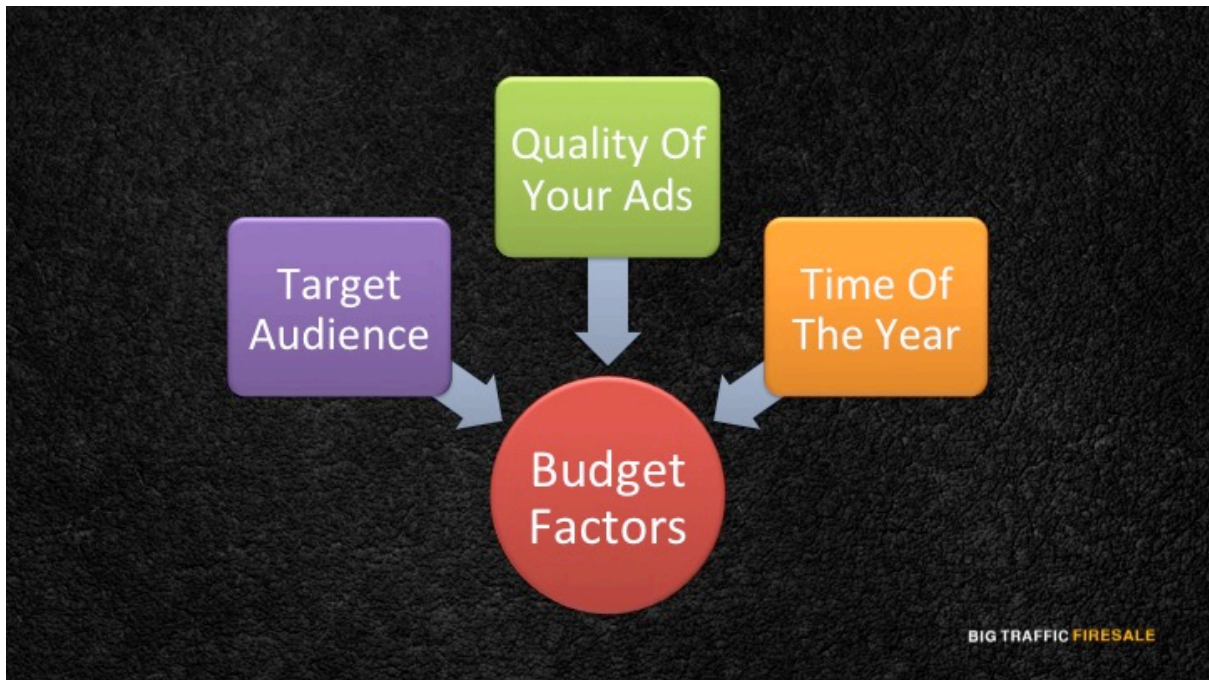 Quality Of
Your Ads
Target
Audience
Time Of
The Year
Budget
Factors
BIG TRAFFIC FIRESALE